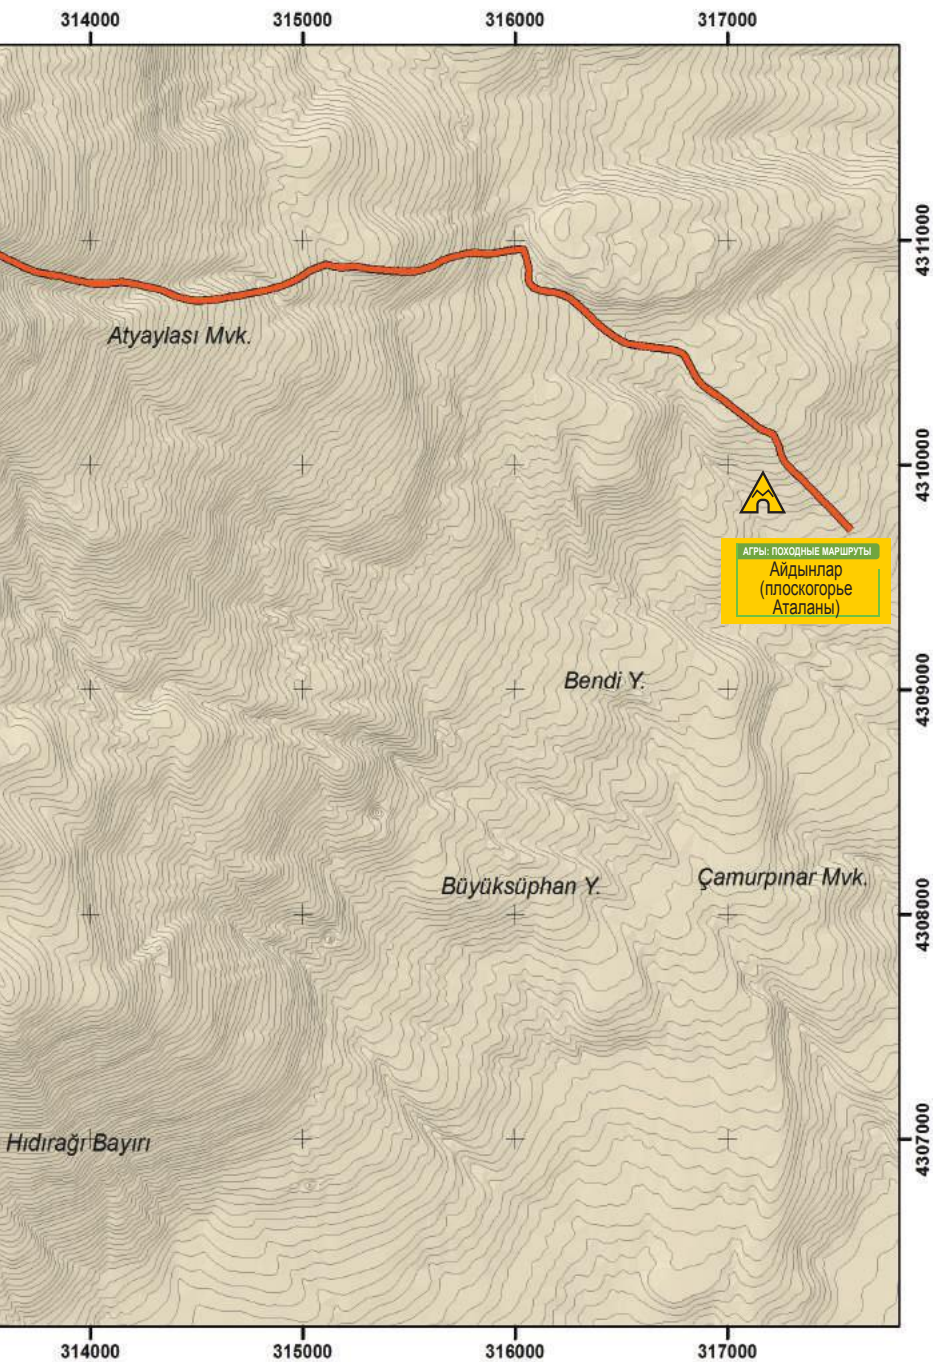 314000 315000 316000 317000
4311000
Atyaylası Mvk.
4310000
АГРЫ: ПОХОДНЫЕ МАРШРУТЫ
Айдынлар
(плоскогорье
Аталаны)
Bendi Y.
4309000
Büyüksüphan Y.
Çamurpınar Mvk.
4308000
Hıdırağı Bayırı
4307000
314000 315000 316000 317000